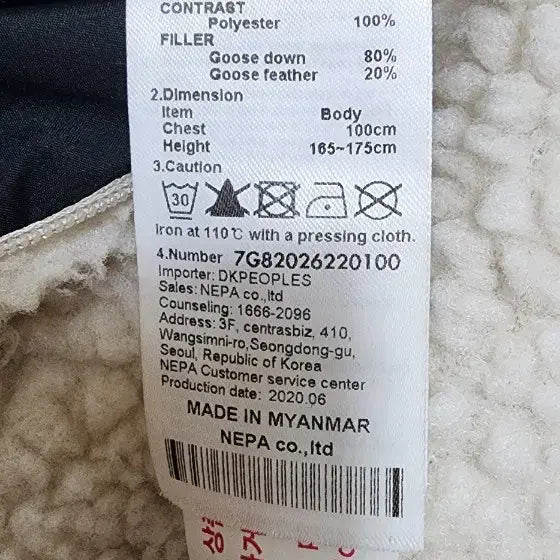 CONTRAST
Polyester 100%
FILLER
Goose down 80%
Goose feather 20%
2.Dimension
Item Body
Chest 100cm
Height 165~175cm
3.Caution
30
Iron at 110℃ with a pressing cloth.
4.Number 7G82026220100
Importer: DKPEOPLES
Sales: NEPA co.,ltd
Counseling: 1666-2096
Address: 3F, centrasbiz, 410,
Wangsimni-ro,Seongdong-gu,
Seoul, Republic of Korea
NEPA Customer service center
Production date: 2020.06
MADE IN MYANMAR
NEPA co.,ltd